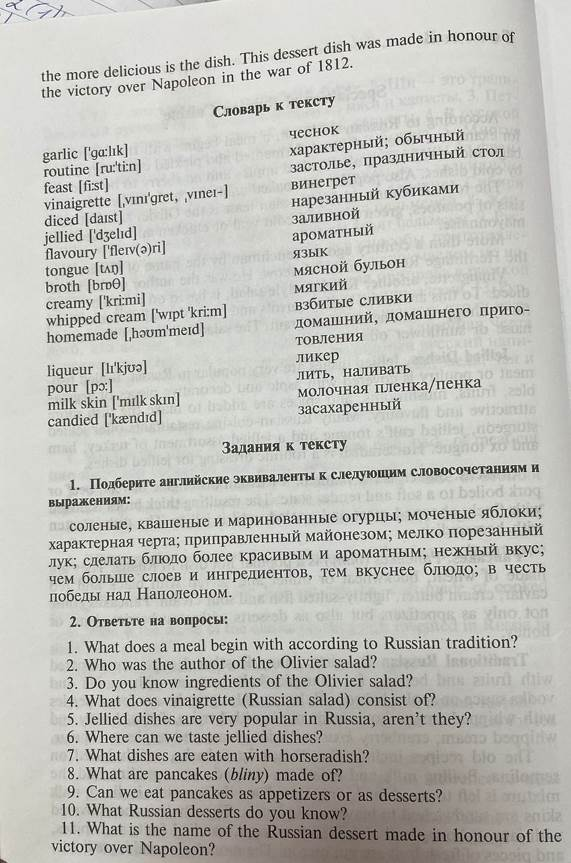 the more delicious is the dish. This dessert dish was made in honour of
the victory over Napoleon in the war of 1812.
Словарь к тексту
garlic ['gɑ:lɪk] чеснок
routine [ru:'ti:n] характерный; обычный
feast [fi:st] застолье, праздничный стол
vinaigrette [ˌvɪnɪ'gret, ˌvɪneɪ-] винегрет
diced [daɪst] нарезанный кубиками
jellied ['dʒelɪd] заливной
flavoury ['fleɪv(ə)ri] ароматный
tongue [tʌŋ] язык
broth [brɒθ] мясной бульон
creamy ['kri:mi] мягкий
whipped cream ['wɪpt 'kri:m] взбитые сливки
homemade [ˌhəʊm'meɪd] домашний, домашнего приго-
товления
liqueur [lɪ'kjʊə] ликер
pour [pɔ:] лить, наливать
milk skin ['mɪlk skɪn] молочная пленка/пенка
candied ['kændɪd] засахаренный
Задания к тексту
1. Подберите английские эквиваленты к следующим словосочетаниям и
выражениям:
соленые, квашеные и маринованные огурцы; моченые яблоки;
характерная черта; приправленный майонезом; мелко порезанный
лук; сделать блюдо более красивым и ароматным; нежный вкус;
чем больше слоев и ингредиентов, тем вкуснее блюдо; в честь
победы над Наполеоном.
2. Ответьте на вопросы:
1. What does a meal begin with according to Russian tradition?
2. Who was the author of the Olivier salad?
3. Do you know ingredients of the Olivier salad?
4. What does vinaigrette (Russian salad) consist of?
5. Jellied dishes are very popular in Russia, aren't they?
6. Where can we taste jellied dishes?
7. What dishes are eaten with horseradish?
8. What are pancakes (bliny) made of?
9. Can we eat pancakes as appetizers or as desserts?
10. What Russian desserts do you know?
11. What is the name of the Russian dessert made in honour of the
victory over Napoleon?